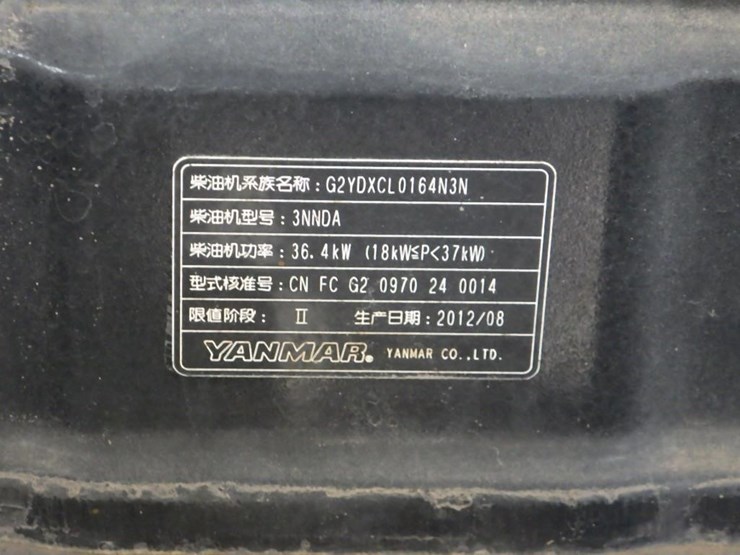 柴油机系族名称：G2YDXCL0164N3N
柴油机型号：3NNDA
柴油机功率：36.4kW (18kW≦P<37kW)
型式核准号：CN FC G2 0970 24 0014
限值阶段： Ⅱ 生产日期：2012/08
YANMAR® YANMAR CO.,LTD.